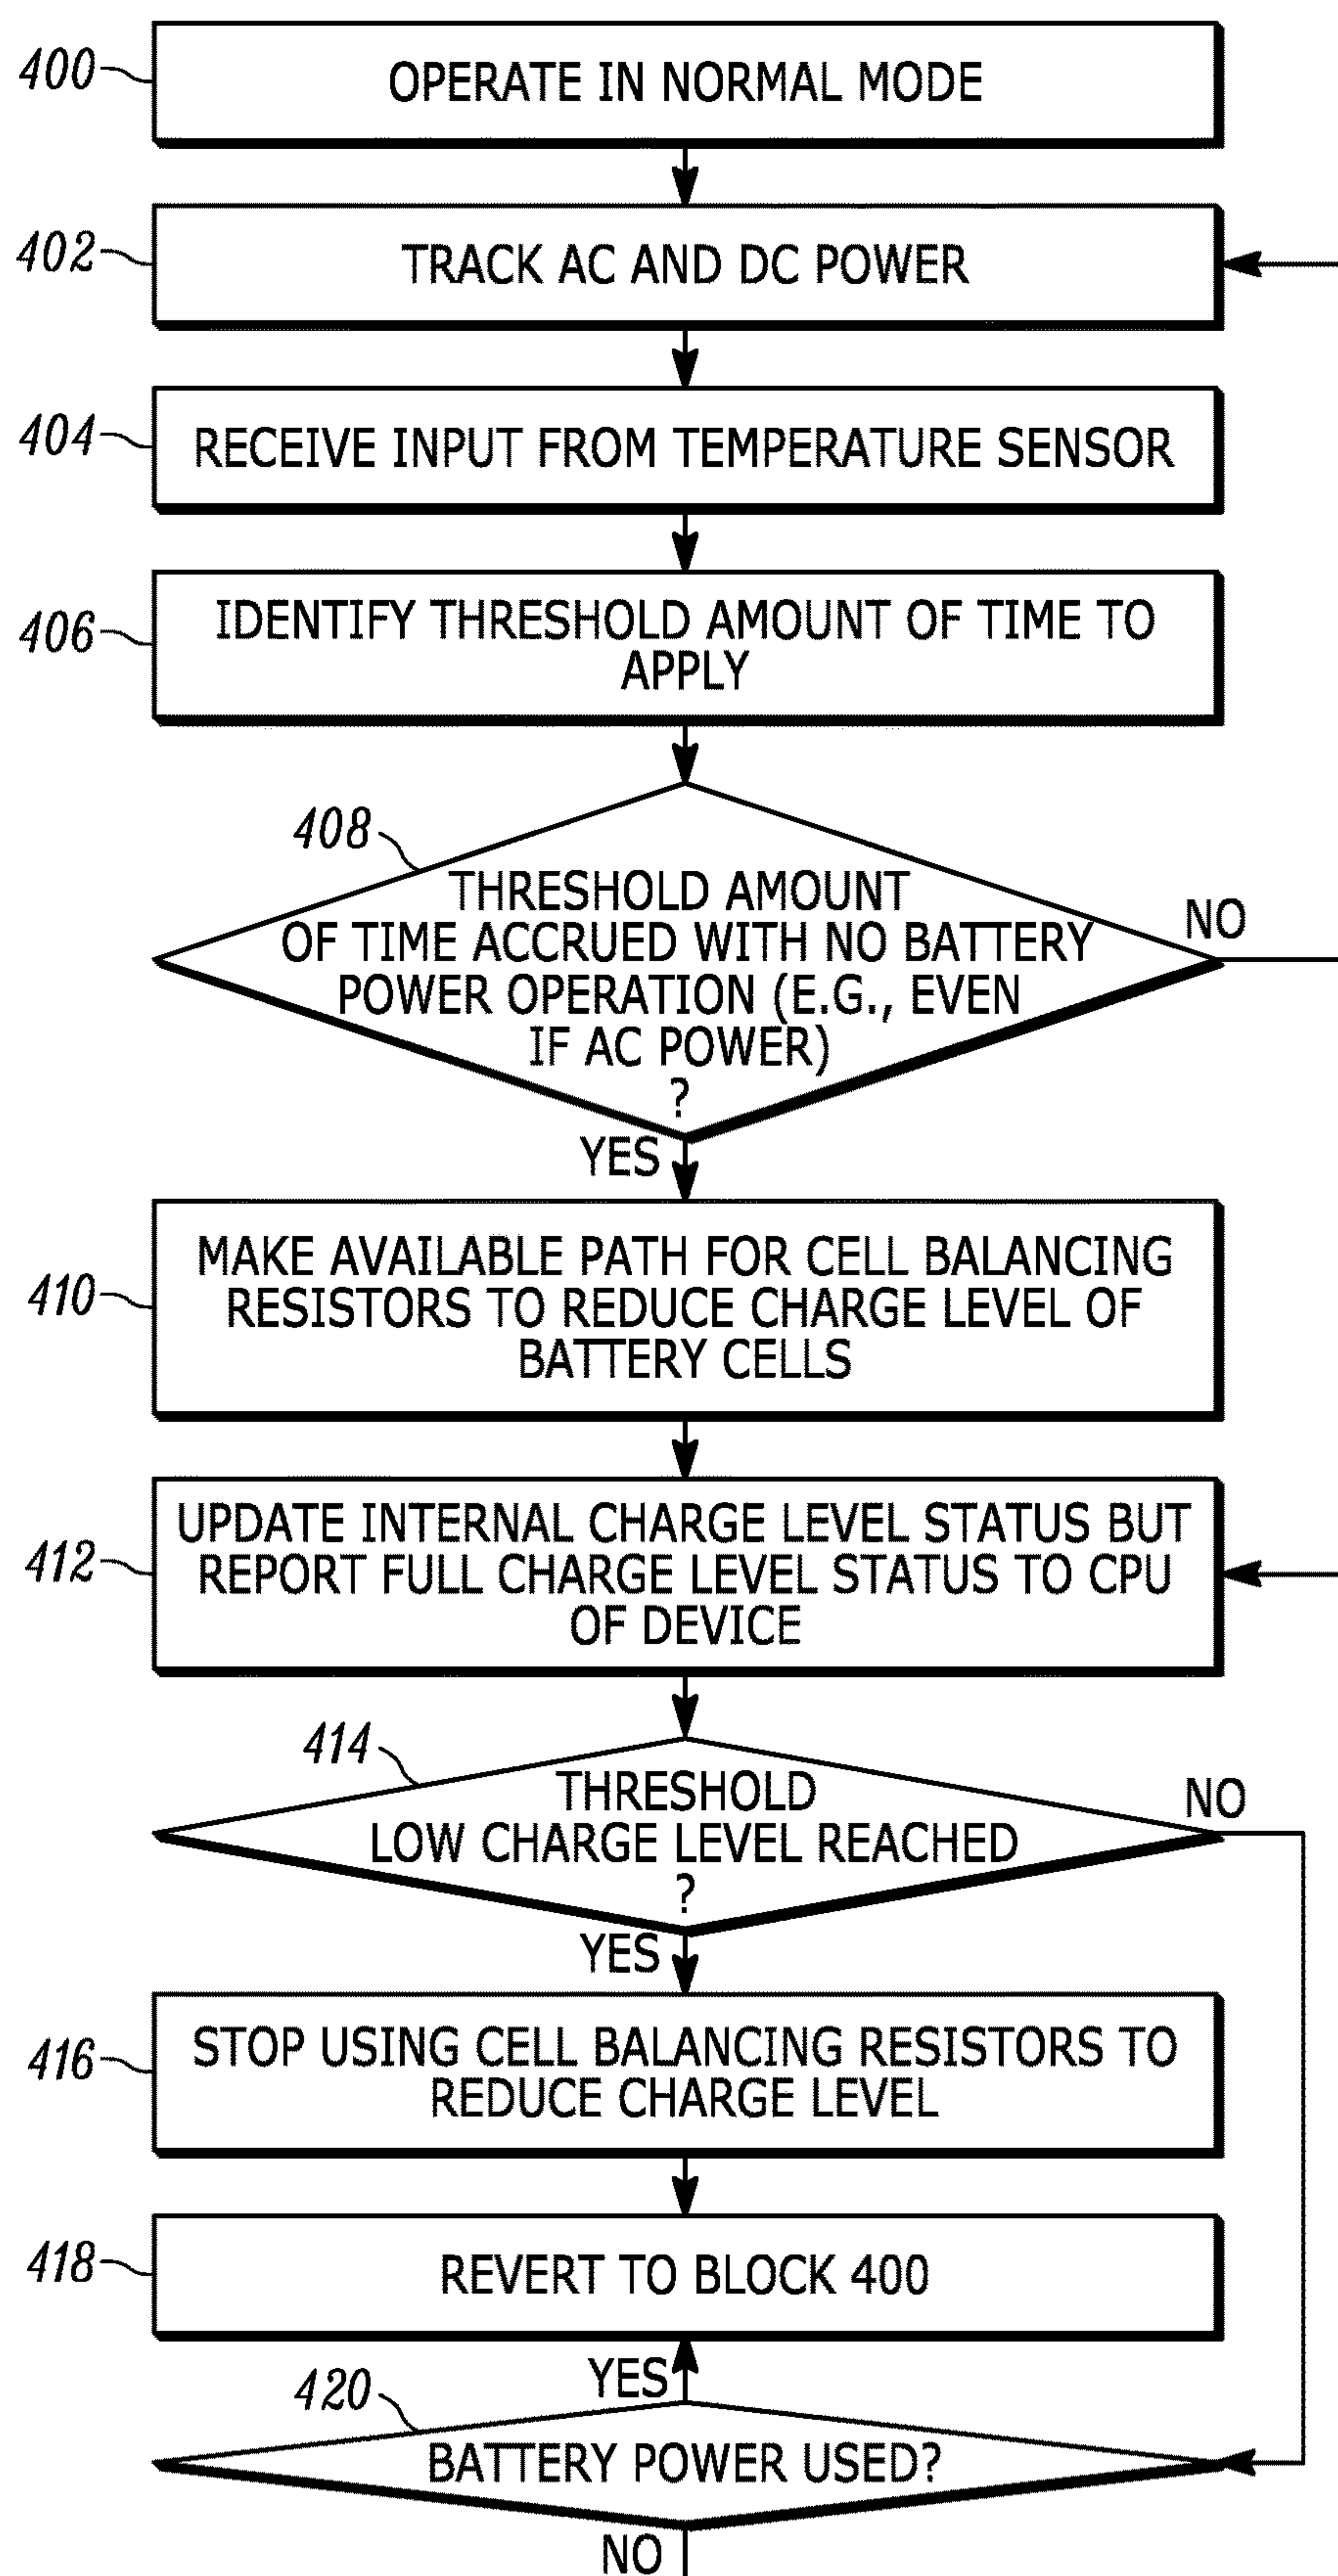 400
OPERATE IN NORMAL MODE
402
TRACK AC AND DC POWER
404
RECEIVE INPUT FROM TEMPERATURE SENSOR
406
IDENTIFY THRESHOLD AMOUNT OF TIME TO
APPLY
408
THRESHOLD AMOUNT
OF TIME ACCRUED WITH NO BATTERY
POWER OPERATION (E.G., EVEN
IF AC POWER)
?
NO
YES
410
MAKE AVAILABLE PATH FOR CELL BALANCING
RESISTORS TO REDUCE CHARGE LEVEL OF
BATTERY CELLS
412
UPDATE INTERNAL CHARGE LEVEL STATUS BUT
REPORT FULL CHARGE LEVEL STATUS TO CPU
OF DEVICE
414
THRESHOLD
LOW CHARGE LEVEL REACHED
?
NO
YES
416
STOP USING CELL BALANCING RESISTORS TO
REDUCE CHARGE LEVEL
418
REVERT TO BLOCK 400
YES
420
BATTERY POWER USED?
NO